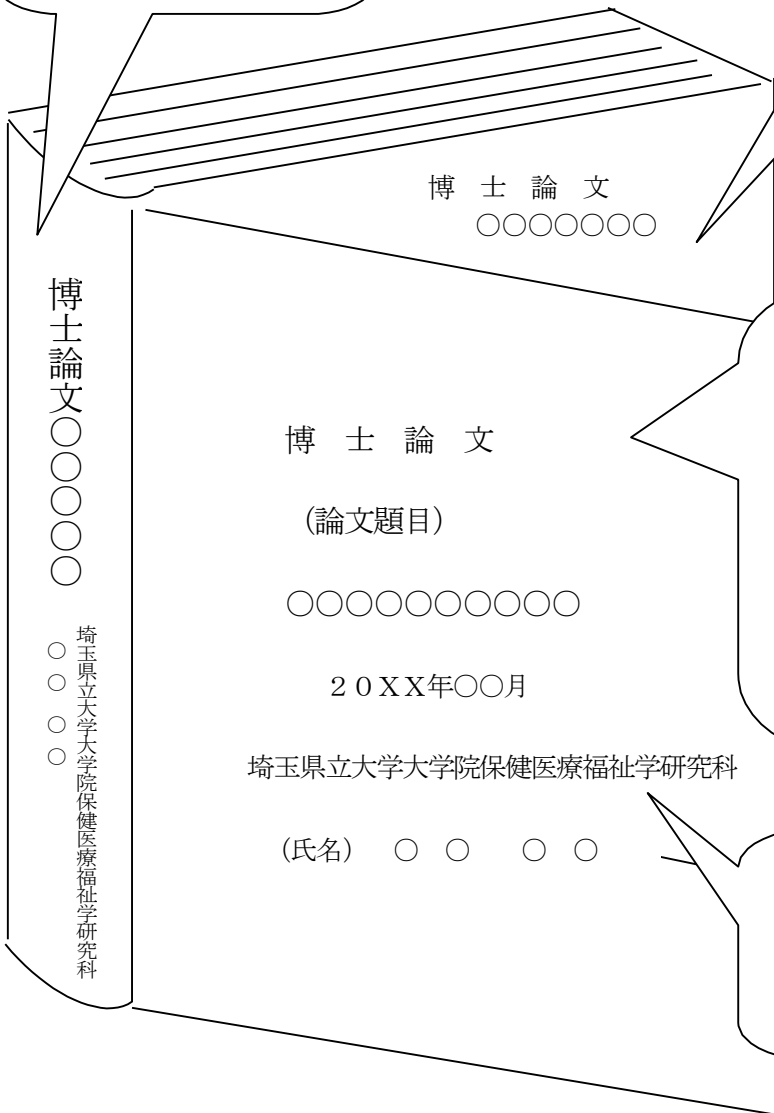 博　士　論　文
○○○○○○○
博士論文○○○○○
埼玉県立大学大学院保健医療福祉学研究科
○○　○○
博　士　論　文
（論文題目）
○○○○○○○○○○
２０ＸＸ年○○月
埼玉県立大学大学院保健医療福祉学研究科
（氏名）　○　○　　○　○